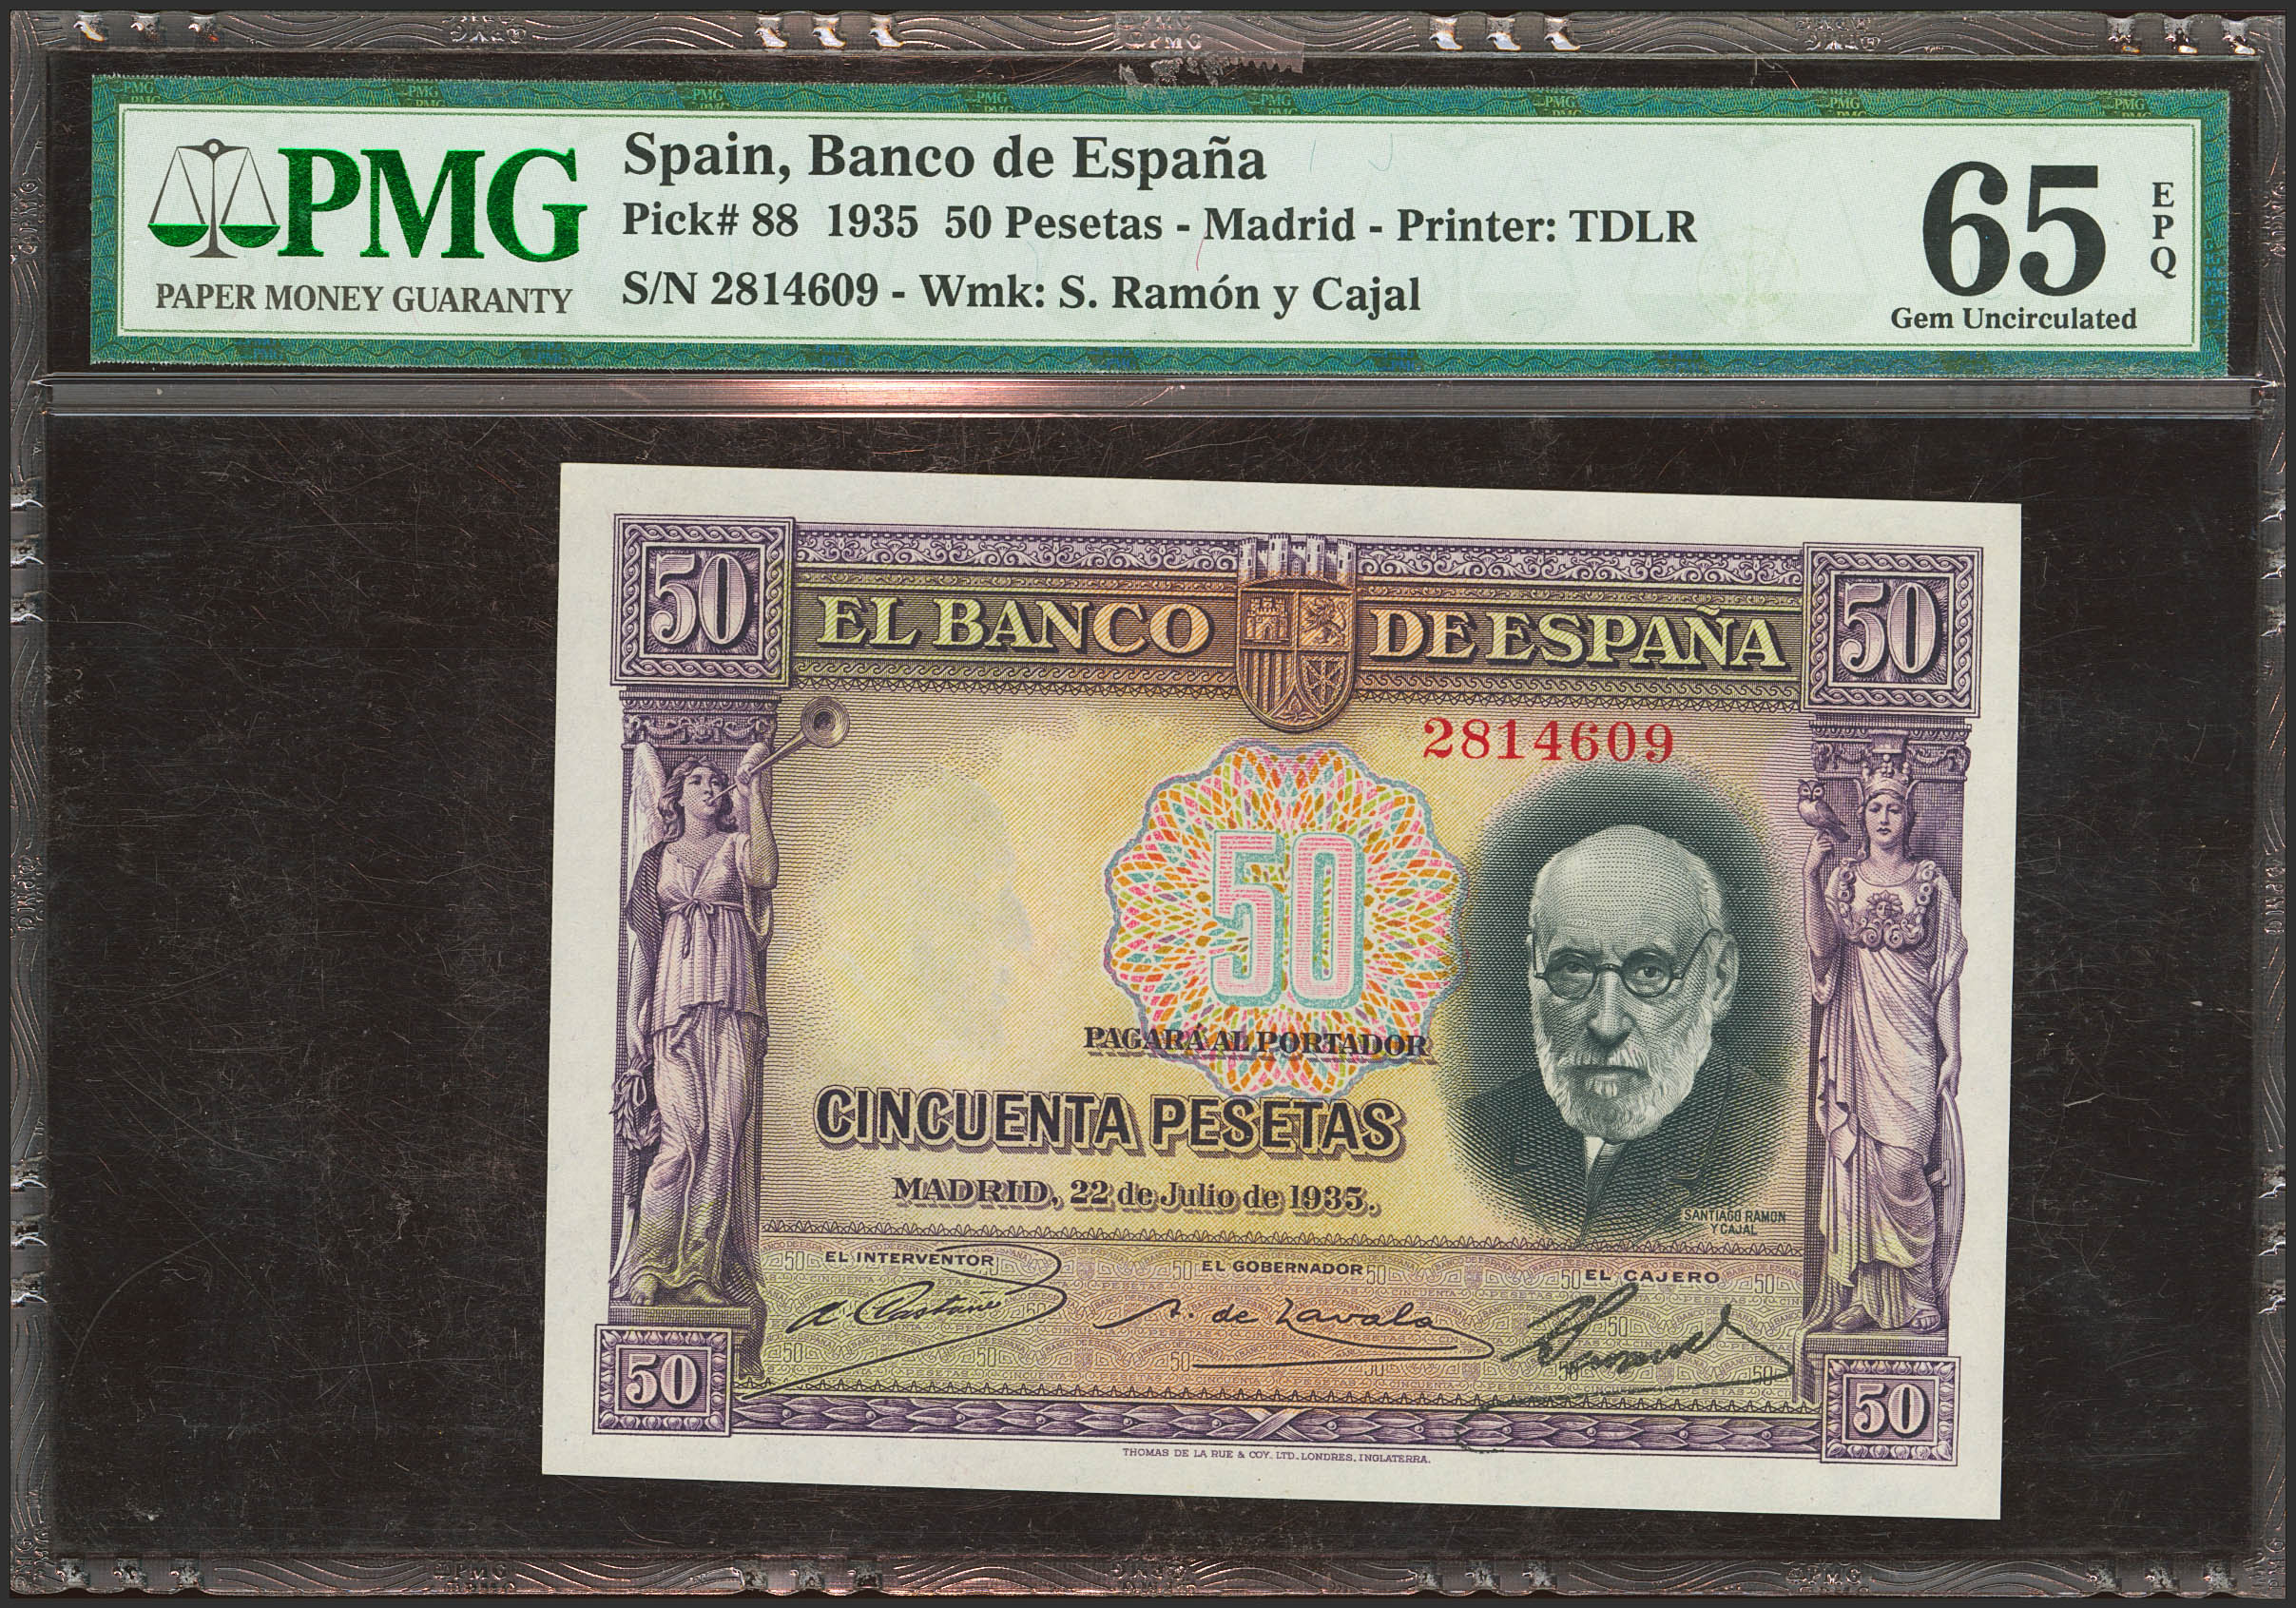 PMG
PAPER MONEY GUARANTY
Spain, Banco de España
Pick# 88 1935 50 Pesetas - Madrid - Printer: TDLR
S/N 2814609 - Wmk: S. Ramón y Cajal
65
EPQ
Gem Uncirculated
50
EL BANCO DE ESPAÑA
50
2814609
50
PAGARÁ AL PORTADOR
CINCUENTA PESETAS
MADRID, 22 de Julio de 1935.
SANTIAGO RAMON
Y CAJAL
EL INTERVENTOR
EL GOBERNADOR
EL CAJERO
A. de Zavala
50
50
THOMAS DE LA RUE & COY. LTD. LONDRES, INGLATERRA.